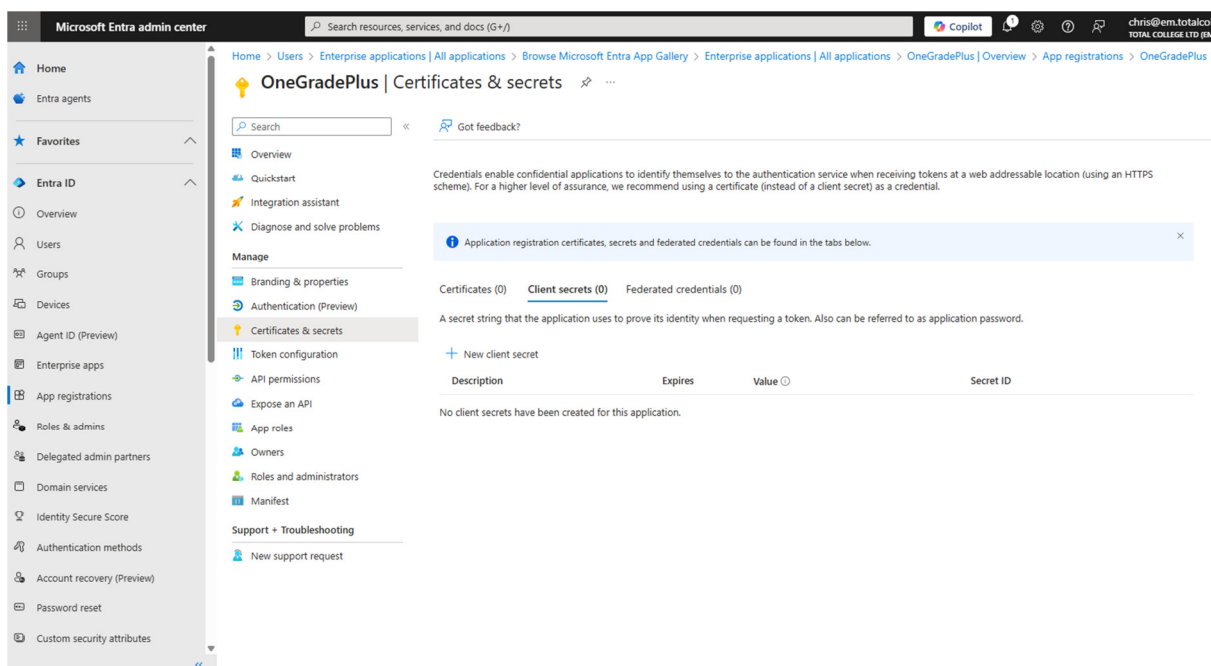 Microsoft Entra admin center
Search resources, services, and docs (G+/)
Copilot
1
chris@em.totalco
TOTAL COLLEGE LTD (EM
Home
Entra agents
Favorites
Entra ID
Overview
Users
Groups
Devices
Agent ID (Preview)
Enterprise apps
App registrations
Roles & admins
Delegated admin partners
Domain services
Identity Secure Score
Authentication methods
Account recovery (Preview)
Password reset
Custom security attributes
Home > Users > Enterprise applications | All applications > Browse Microsoft Entra App Gallery > Enterprise applications | All applications > OneGradePlus | Overview > App registrations > OneGradePlus
OneGradePlus | Certificates & secrets
Search
Overview
Quickstart
Integration assistant
Diagnose and solve problems
Manage
Branding & properties
Authentication (Preview)
Certificates & secrets
Token configuration
API permissions
Expose an API
App roles
Owners
Roles and administrators
Manifest
Support + Troubleshooting
New support request
Got feedback?
Credentials enable confidential applications to identify themselves to the authentication service when receiving tokens at a web addressable location (using an HTTPS
scheme). For a higher level of assurance, we recommend using a certificate (instead of a client secret) as a credential.
Application registration certificates, secrets and federated credentials can be found in the tabs below.
Certificates (0) Client secrets (0) Federated credentials (0)
A secret string that the application uses to prove its identity when requesting a token. Also can be referred to as application password.
New client secret
Description Expires Value Secret ID
No client secrets have been created for this application.